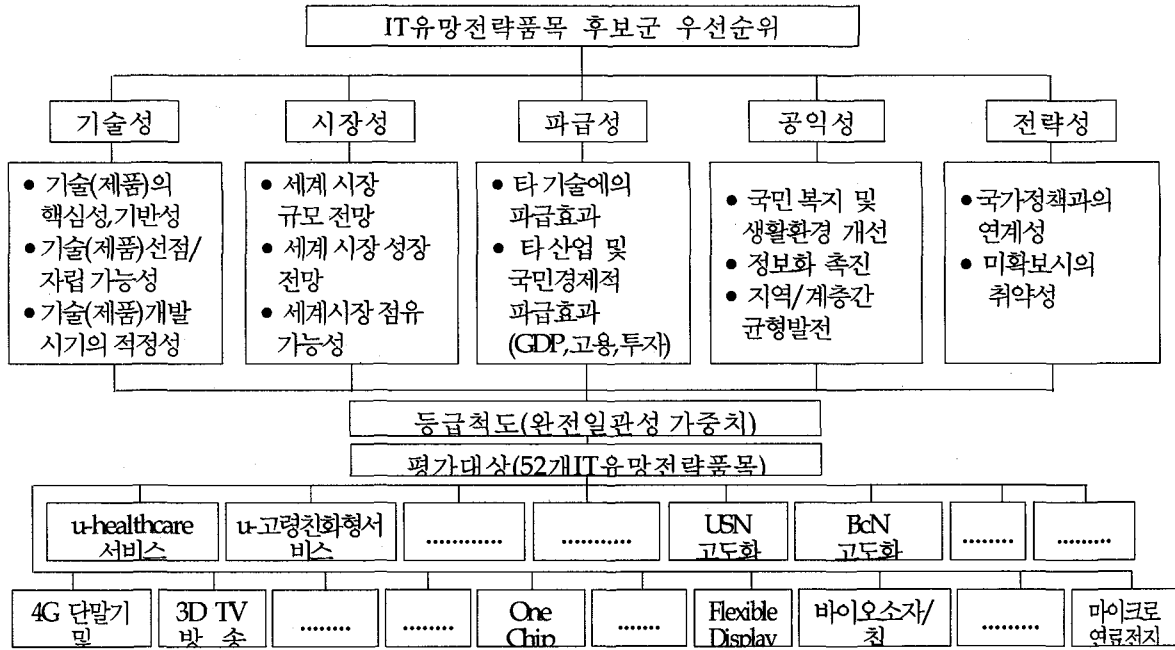 IT유망전략품목 후보군 우선순위
기술성
시장성
파급성
공익성
전략성
• 기술(제품)의
핵심성,기반성
• 기술(제품)선점/
자립 가능성
• 기술(제품)개발
시기의 적정성
• 세계 시장
규모 전망
• 세계 시장 성장
전망
• 세계시장 점유
가능성
• 타 기술에의
파급효과
• 타 산업 및
국민경제적
파급효과
(GDP,고용,투자)
• 국민 복지 및
생활환경 개선
• 정보화 촉진
• 지역/계층간
균형발전
• 국가정책과의
연계성
• 미확보시의
취약성
등급척도(완전일관성 가중치)
평가대상(52개IT유망전략품목)
u-healthcare
서비스
u-고령친화형서
비스
............
...........
USN
고도화
BcN
고도화
........
.........
4G 단말기
및
3D TV
방 송
........
........
One
Chip
.......
Flexible
Display
바이오소자/
칩
.........
마이크로
연료전지